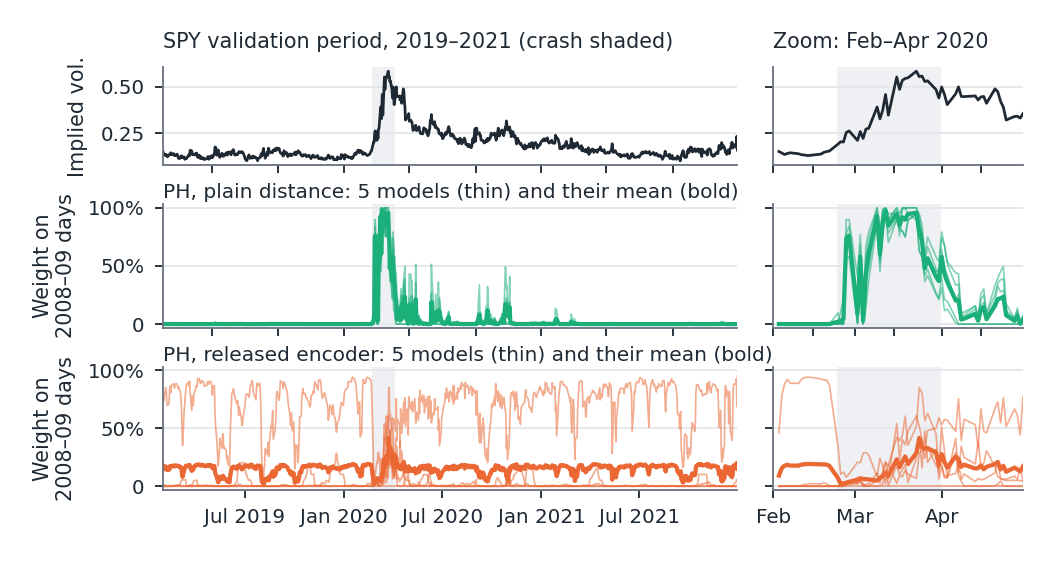 SPY validation period, 2019–2021 (crash shaded)
Zoom: Feb–Apr 2020
Implied vol.
0.50
0.25
PH, plain distance: 5 models (thin) and their mean (bold)
Weight on
2008–09 days
100%
50%
0
PH, released encoder: 5 models (thin) and their mean (bold)
Weight on
2008–09 days
100%
50%
0
Jul 2019
Jan 2020
Jul 2020
Jan 2021
Jul 2021
Feb
Mar
Apr